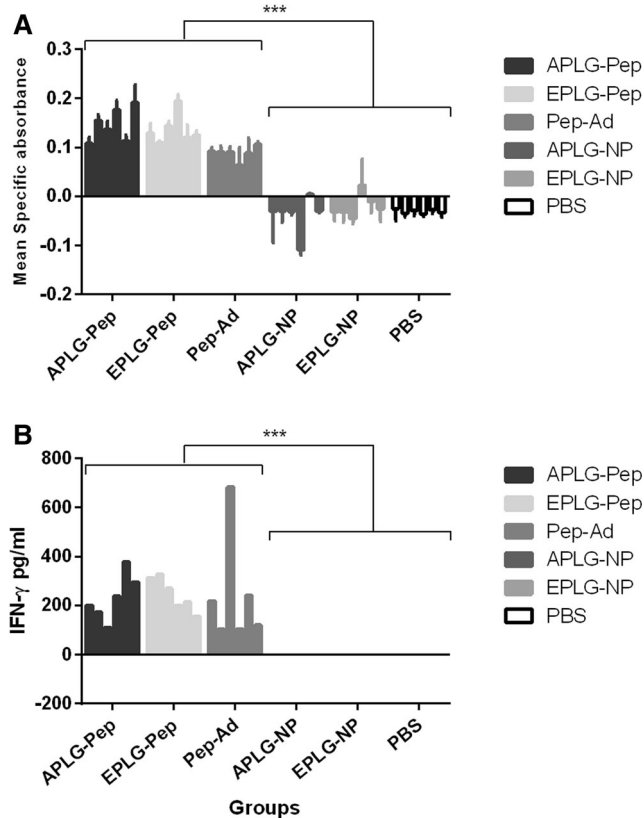 A
***
Mean Specific absorbance
0.3
0.2
0.1
0.0
-0.1
-0.2
APLG-Pep
EPLG-Pep
Pep-Ad
APLG-NP
EPLG-NP
PBS
APLG-Pep
EPLG-Pep
Pep-Ad
APLG-NP
EPLG-NP
PBS
B
***
IFN-γ pg/ml
800
600
400
200
0
-200
APLG-Pep
EPLG-Pep
Pep-Ad
APLG-NP
EPLG-NP
PBS
Groups
APLG-Pep
EPLG-Pep
Pep-Ad
APLG-NP
EPLG-NP
PBS